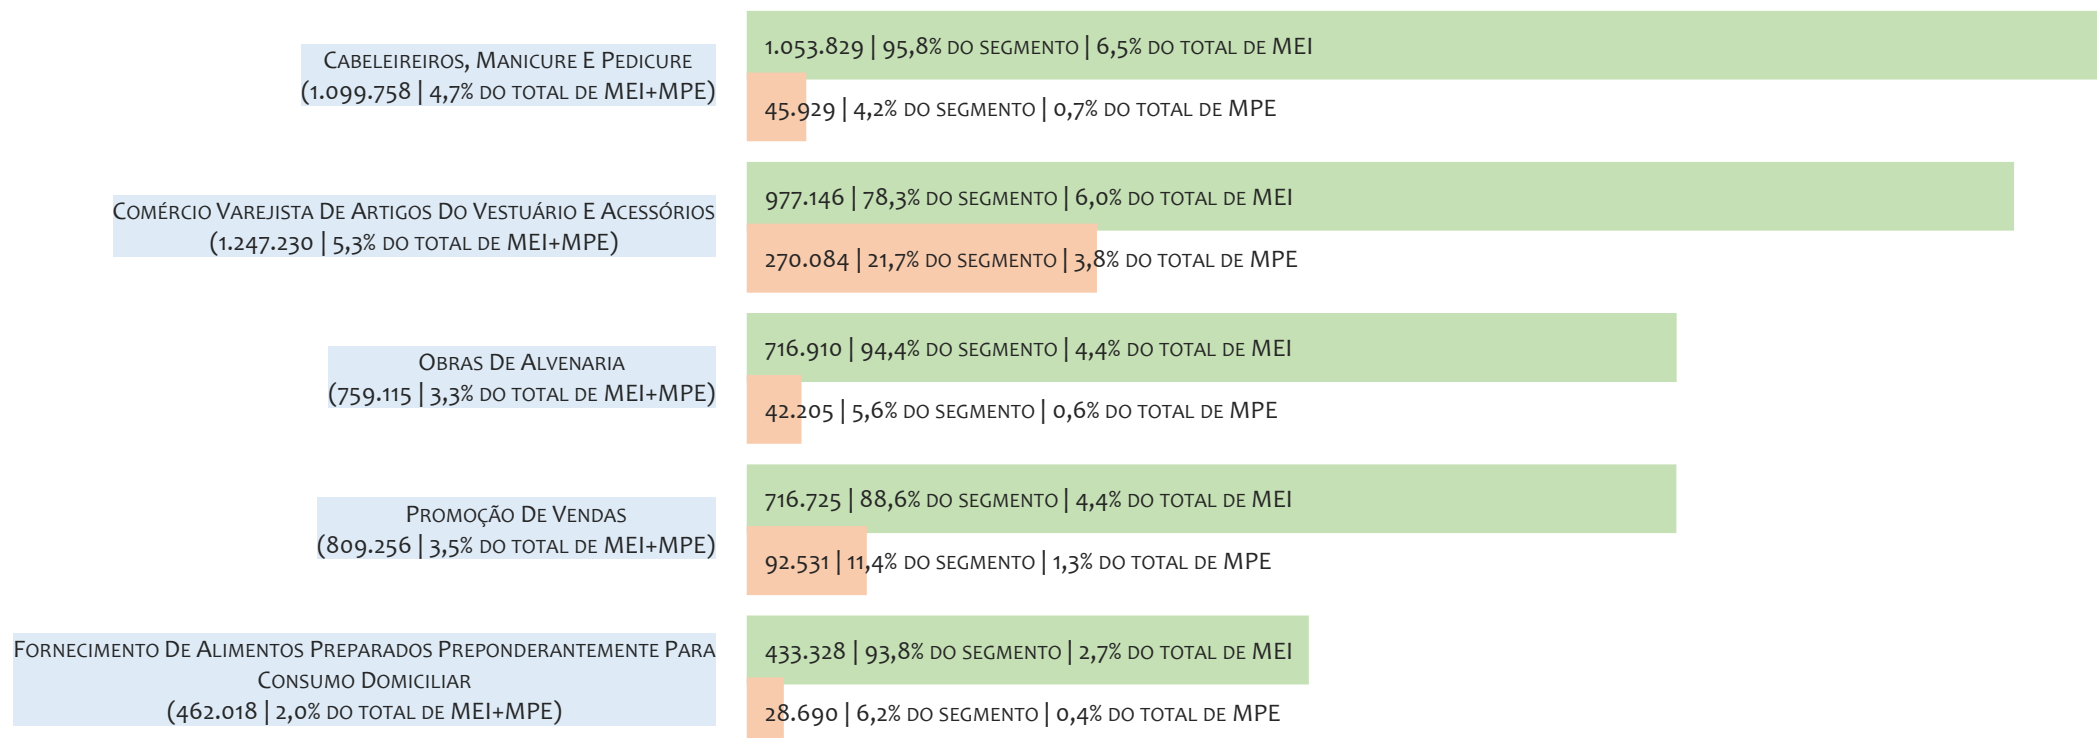 CABELEIREIROS, MANICURE E PEDICURE
(1.099.758 | 4,7% DO TOTAL DE MEI+MPE)
1.053.829 | 95,8% DO SEGMENTO | 6,5% DO TOTAL DE MEI
45.929 | 4,2% DO SEGMENTO | 0,7% DO TOTAL DE MPE
COMÉRCIO VAREJISTA DE ARTIGOS DO VESTUÁRIO E ACESSÓRIOS
(1.247.230 | 5,3% DO TOTAL DE MEI+MPE)
977.146 | 78,3% DO SEGMENTO | 6,0% DO TOTAL DE MEI
270.084 | 21,7% DO SEGMENTO | 3,8% DO TOTAL DE MPE
OBRAS DE ALVENARIA
(759.115 | 3,3% DO TOTAL DE MEI+MPE)
716.910 | 94,4% DO SEGMENTO | 4,4% DO TOTAL DE MEI
42.205 | 5,6% DO SEGMENTO | 0,6% DO TOTAL DE MPE
PROMOÇÃO DE VENDAS
(809.256 | 3,5% DO TOTAL DE MEI+MPE)
716.725 | 88,6% DO SEGMENTO | 4,4% DO TOTAL DE MEI
92.531 | 11,4% DO SEGMENTO | 1,3% DO TOTAL DE MPE
FORNECIMENTO DE ALIMENTOS PREPARADOS PREPONDERANTEMENTE PARA
CONSUMO DOMICILIAR
(462.018 | 2,0% DO TOTAL DE MEI+MPE)
433.328 | 93,8% DO SEGMENTO | 2,7% DO TOTAL DE MEI
28.690 | 6,2% DO SEGMENTO | 0,4% DO TOTAL DE MPE